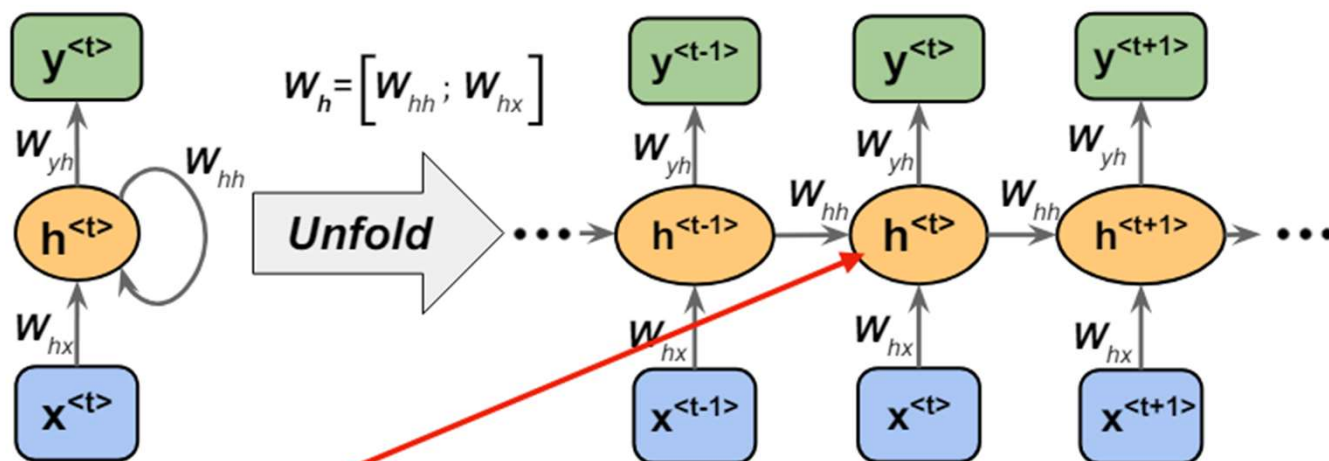 y<t>
W_yh
W_hh
h<t>
W_hx
x<t>
W_h = [W_hh ; W_hx]
Unfold
•••
y<t-1>
y<t>
y<t+1>
W_yh
W_yh
W_yh
h<t-1>
W_hh
h<t>
W_hh
h<t+1>
•••
W_hx
W_hx
W_hx
x<t-1>
x<t>
x<t+1>